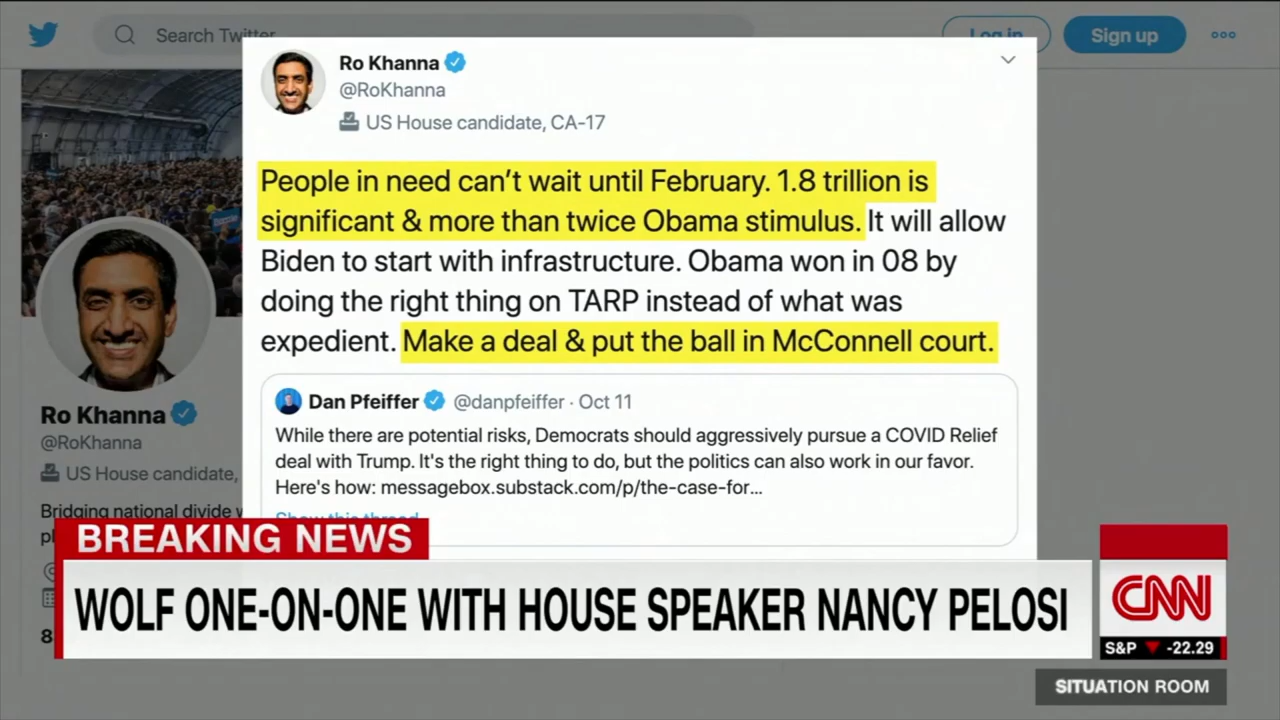 Search Twitter
Log in
Sign up
Ro Khanna
@RoKhanna
US House candidate, CA-17
People in need can't wait until February. 1.8 trillion is
significant & more than twice Obama stimulus. It will allow
Biden to start with infrastructure. Obama won in 08 by
doing the right thing on TARP instead of what was
expedient. Make a deal & put the ball in McConnell court.
Dan Pfeiffer @danpfeiffer · Oct 11
While there are potential risks, Democrats should aggressively pursue a COVID Relief
deal with Trump. It's the right thing to do, but the politics can also work in our favor.
Here's how: messagebox.substack.com/p/the-case-for...
Show this thread
Ro Khanna
@RoKhanna
US House candidate,
Bridging national divide
8
BREAKING NEWS
WOLF ONE-ON-ONE WITH HOUSE SPEAKER NANCY PELOSI
CNN
S&P -22.29
SITUATION ROOM